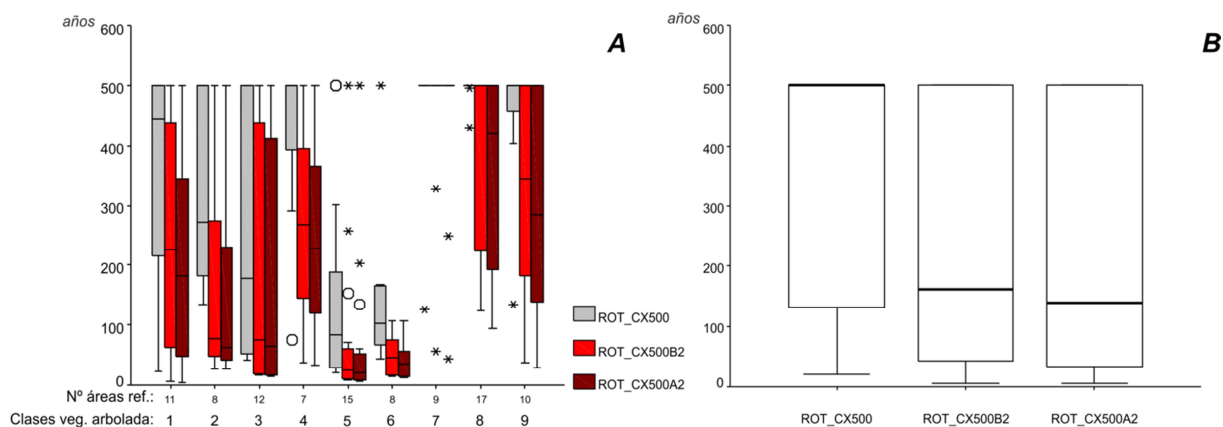 años
A
600
500
400
300
200
100
0
ROT_CX500
ROT_CX500B2
ROT_CX500A2
Nº áreas ref.: 11 8 12 7 15 8 9 17 10
Clases veg. arbolada: 1 2 3 4 5 6 7 8 9
años
B
600
500
400
300
200
100
0
ROT_CX500 ROT_CX500B2 ROT_CX500A2